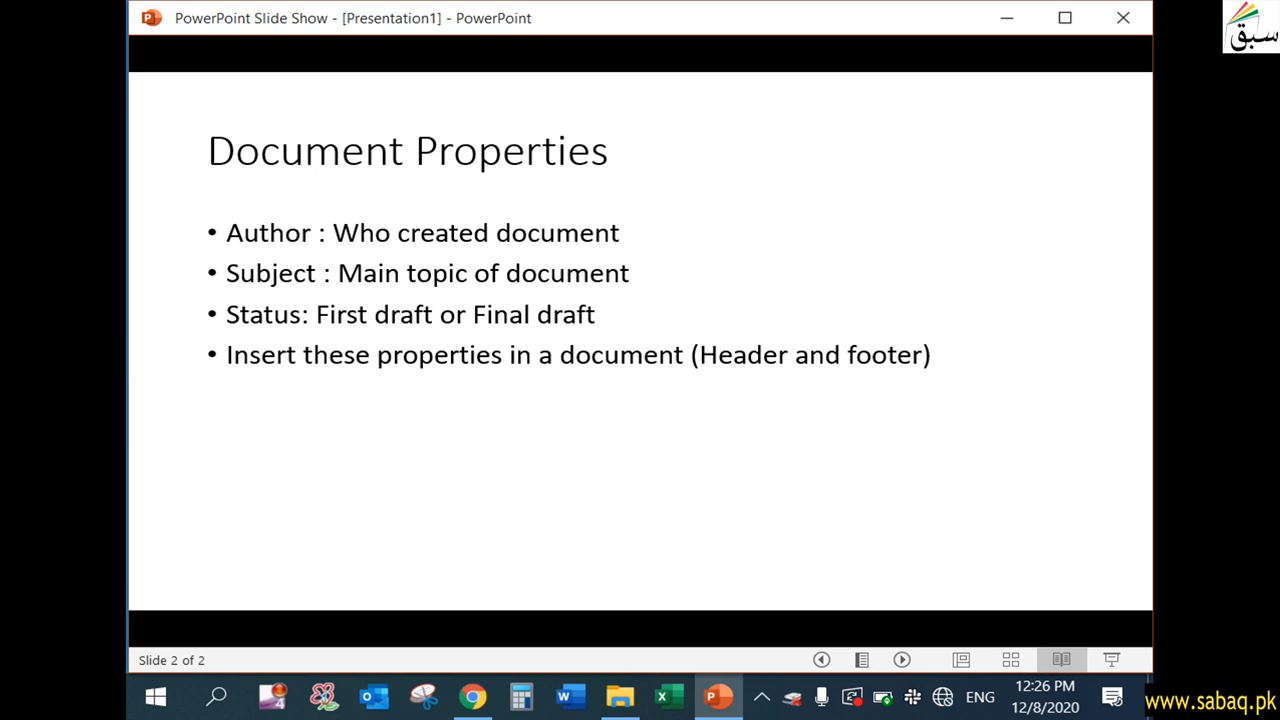 PowerPoint Slide Show - [Presentation1] - PowerPoint
سبق
Document Properties
• Author : Who created document
• Subject : Main topic of document
• Status: First draft or Final draft
• Insert these properties in a document (Header and footer)
Slide 2 of 2
4
ENG
12:26 PM
12/8/2020
www.sabaq.pk